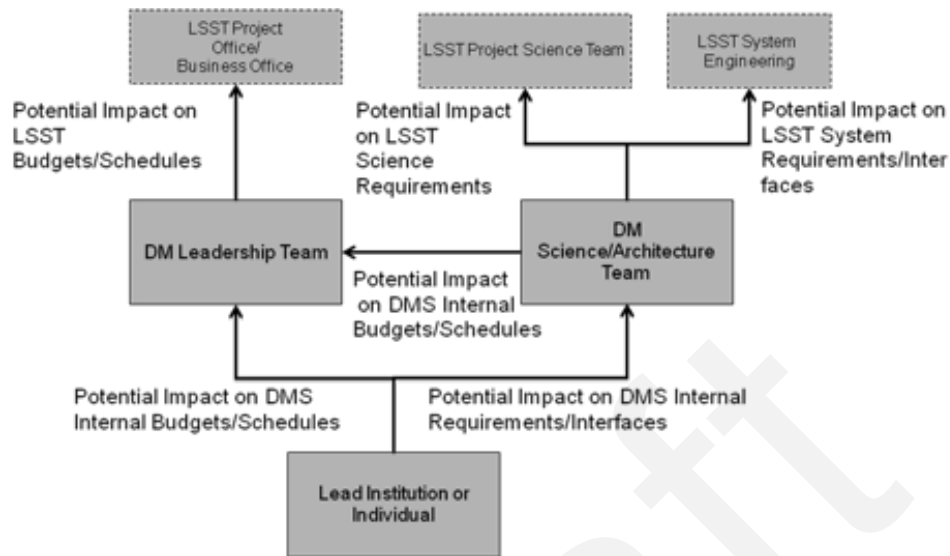 LSST Project
Office/
Business Office
LSST Project Science Team
LSST System
Engineering
Potential Impact on
LSST
Budgets/Schedules
Potential Impact
on LSST
Science
Requirements
Potential Impact on
LSST System
Requirements/Inter
faces
DM Leadership Team
DM
Science/Architecture
Team
Potential Impact
on DMS Internal
Budgets/Schedules
Potential Impact on DMS
Internal Budgets/Schedules
Potential Impact on DMS Internal
Requirements/Interfaces
Lead Institution or
Individual